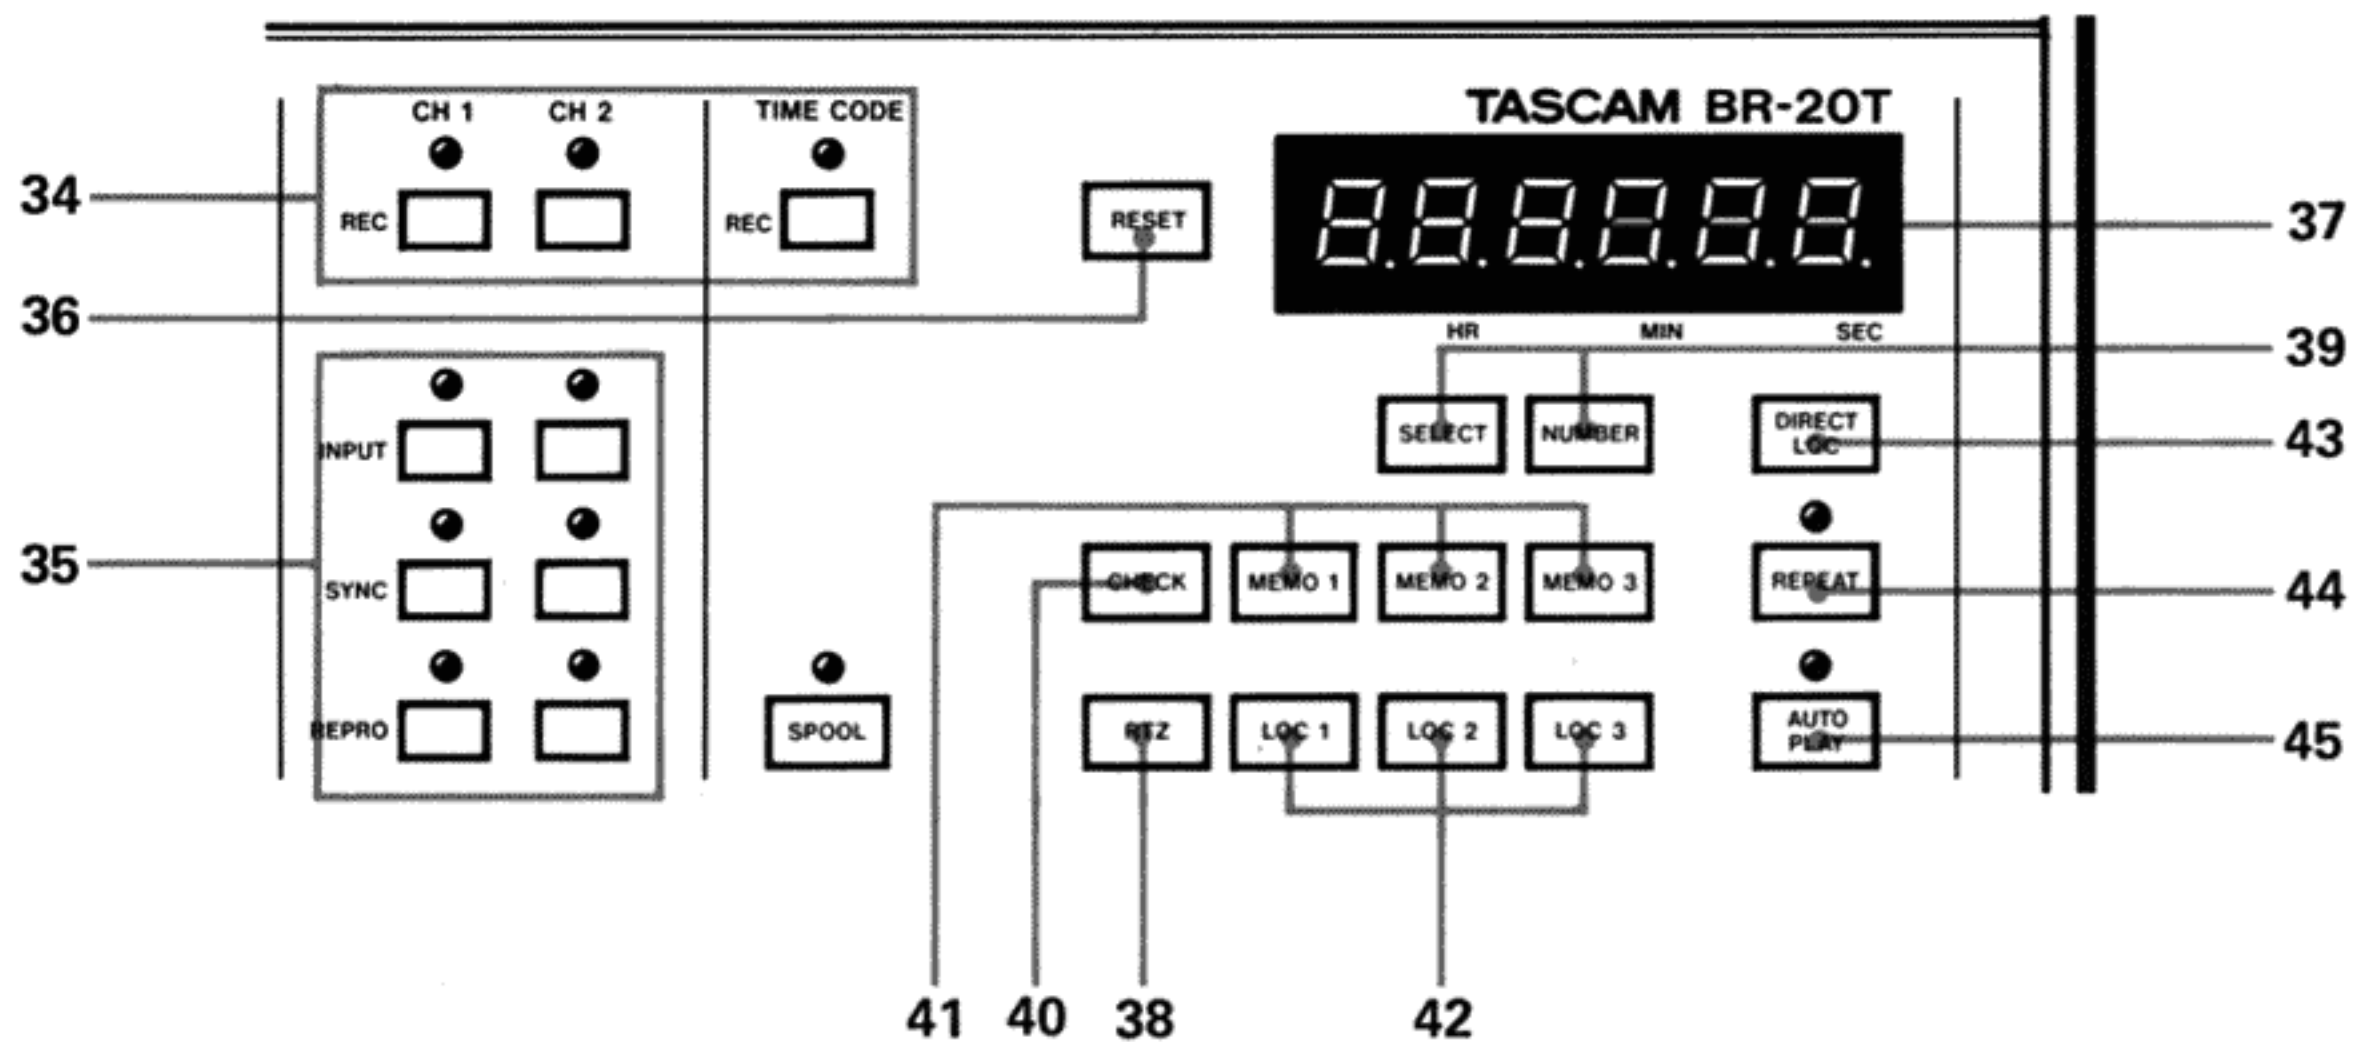 CH 1 CH 2 TIME CODE
TASCAM BR-20T
34
REC REC
RESET
37
36
HR MIN SEC
39
SELECT NUMBER DIRECT LOC
43
INPUT
35
SYNC
CHECK MEMO 1 MEMO 2 MEMO 3 REPEAT
44
REPRO
SPOOL
RTZ LOC 1 LOC 2 LOC 3 AUTO PLAY
45
41 40 38 42